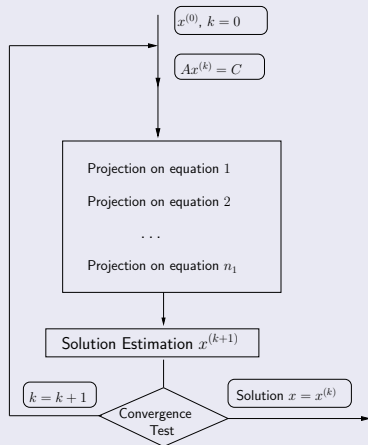 x^{(0)}, k = 0
Ax^{(k)} = C
Projection on equation 1
Projection on equation 2
...
Projection on equation n_1
Solution Estimation x^{(k+1)}
k = k + 1
Solution x = x^{(k)}
Convergence
Test